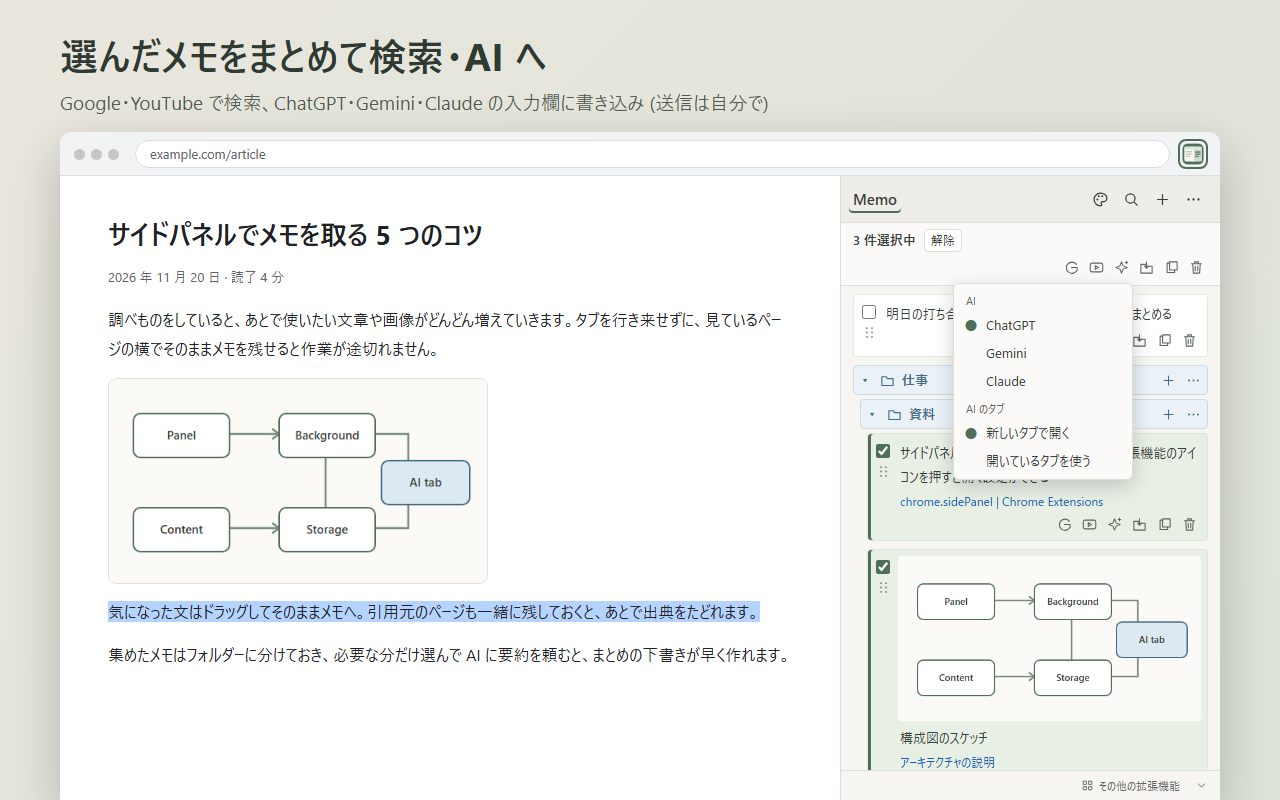 選んだメモをまとめて検索・AI へ
Google・YouTube で検索、ChatGPT・Gemini・Claude の入力欄に書き込み (送信は自分で)
example.com/article
サイドパネルでメモを取る 5 つのコツ
2026 年 11 月 20 日 · 読了 4 分
調べものをしていると、あとで使いたい文章や画像がどんどん増えていきます。タブを行き来せずに、見ているペー
ジの横でそのままメモを残せると作業が途切れません。
Panel
Background
AI tab
Content
Storage
気になった文はドラッグしてそのままメモへ。引用元のページも一緒に残しておくと、あとで出典をたどれます。
集めたメモはフォルダーに分けておき、必要な分だけ選んで AI に要約を頼むと、まとめの下書きが早く作れます。
Memo
3 件選択中 解除
明日の打ち合 まとめる
AI
ChatGPT
Gemini
Claude
AI のタブ
新しいタブで開く
開いているタブを使う
仕事
資料
サイドパネル 張機能のアイ
コンを押すと開く設定ができる
chrome.sidePanel | Chrome Extensions
Panel
Background
AI tab
Content
Storage
構成図のスケッチ
アーキテクチャの説明
その他の拡張機能